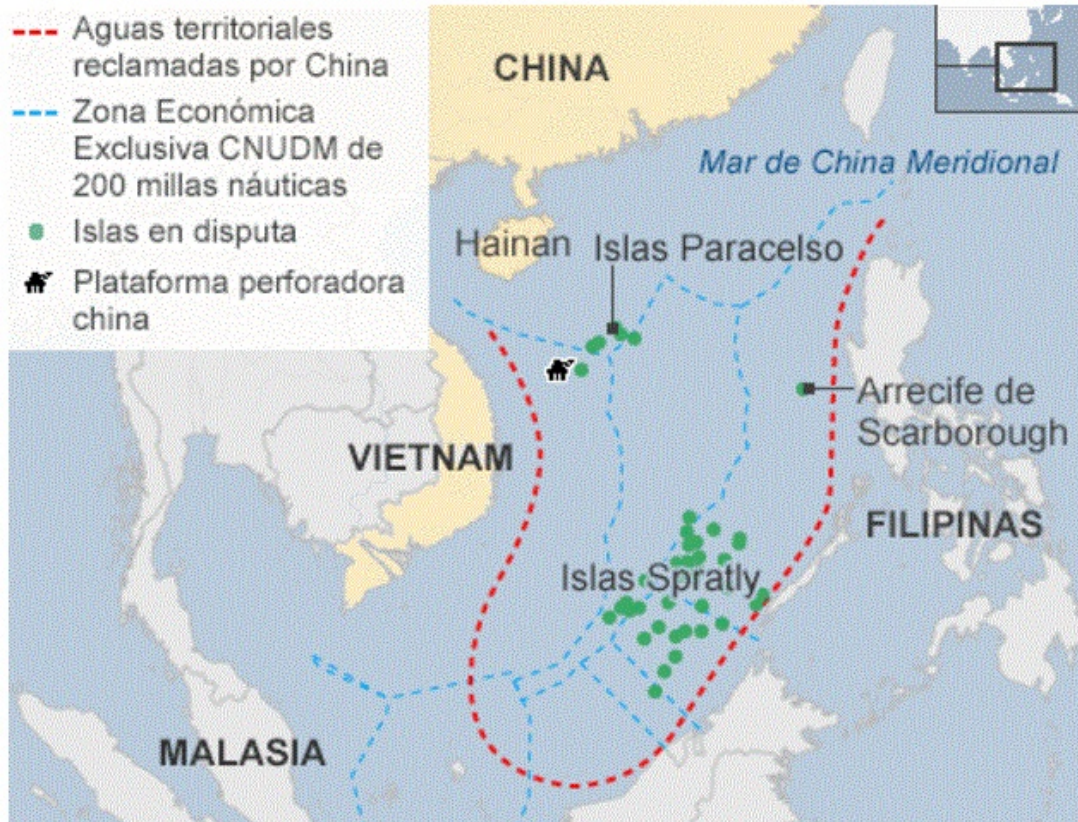 Aguas territoriales
reclamadas por China
Zona Económica
Exclusiva CNUDM de
200 millas náuticas
Islas en disputa
Plataforma perforadora
china
CHINA
Mar de China Meridional
Hainan
Islas Paracelso
Arrecife de
Scarborough
VIETNAM
FILIPINAS
Islas Spratly
MALASIA